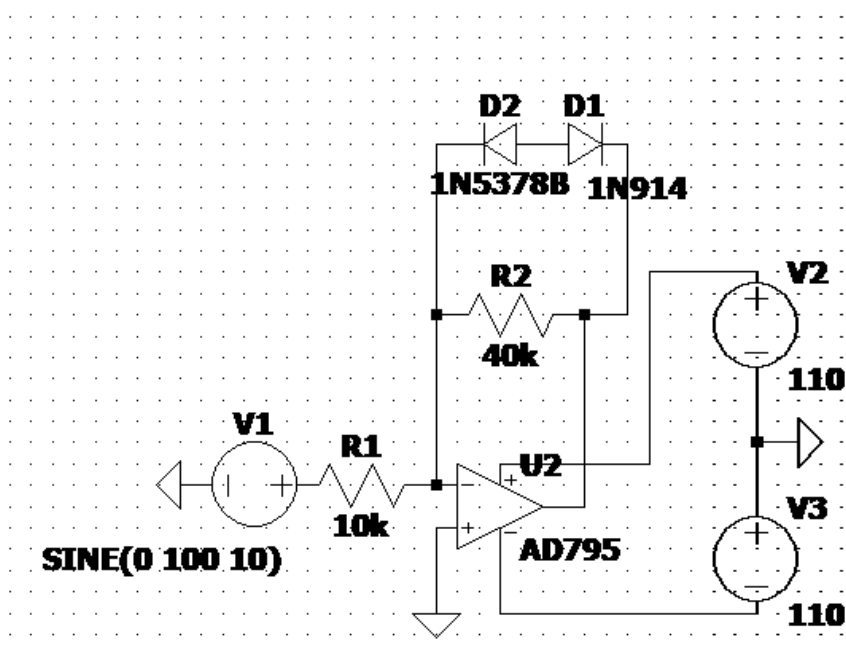 D2 D1
1N5378B 1N914
R2
40k
V2
110
V1
R1
10k
U2
AD795
SINE(0 100 10)
V3
110